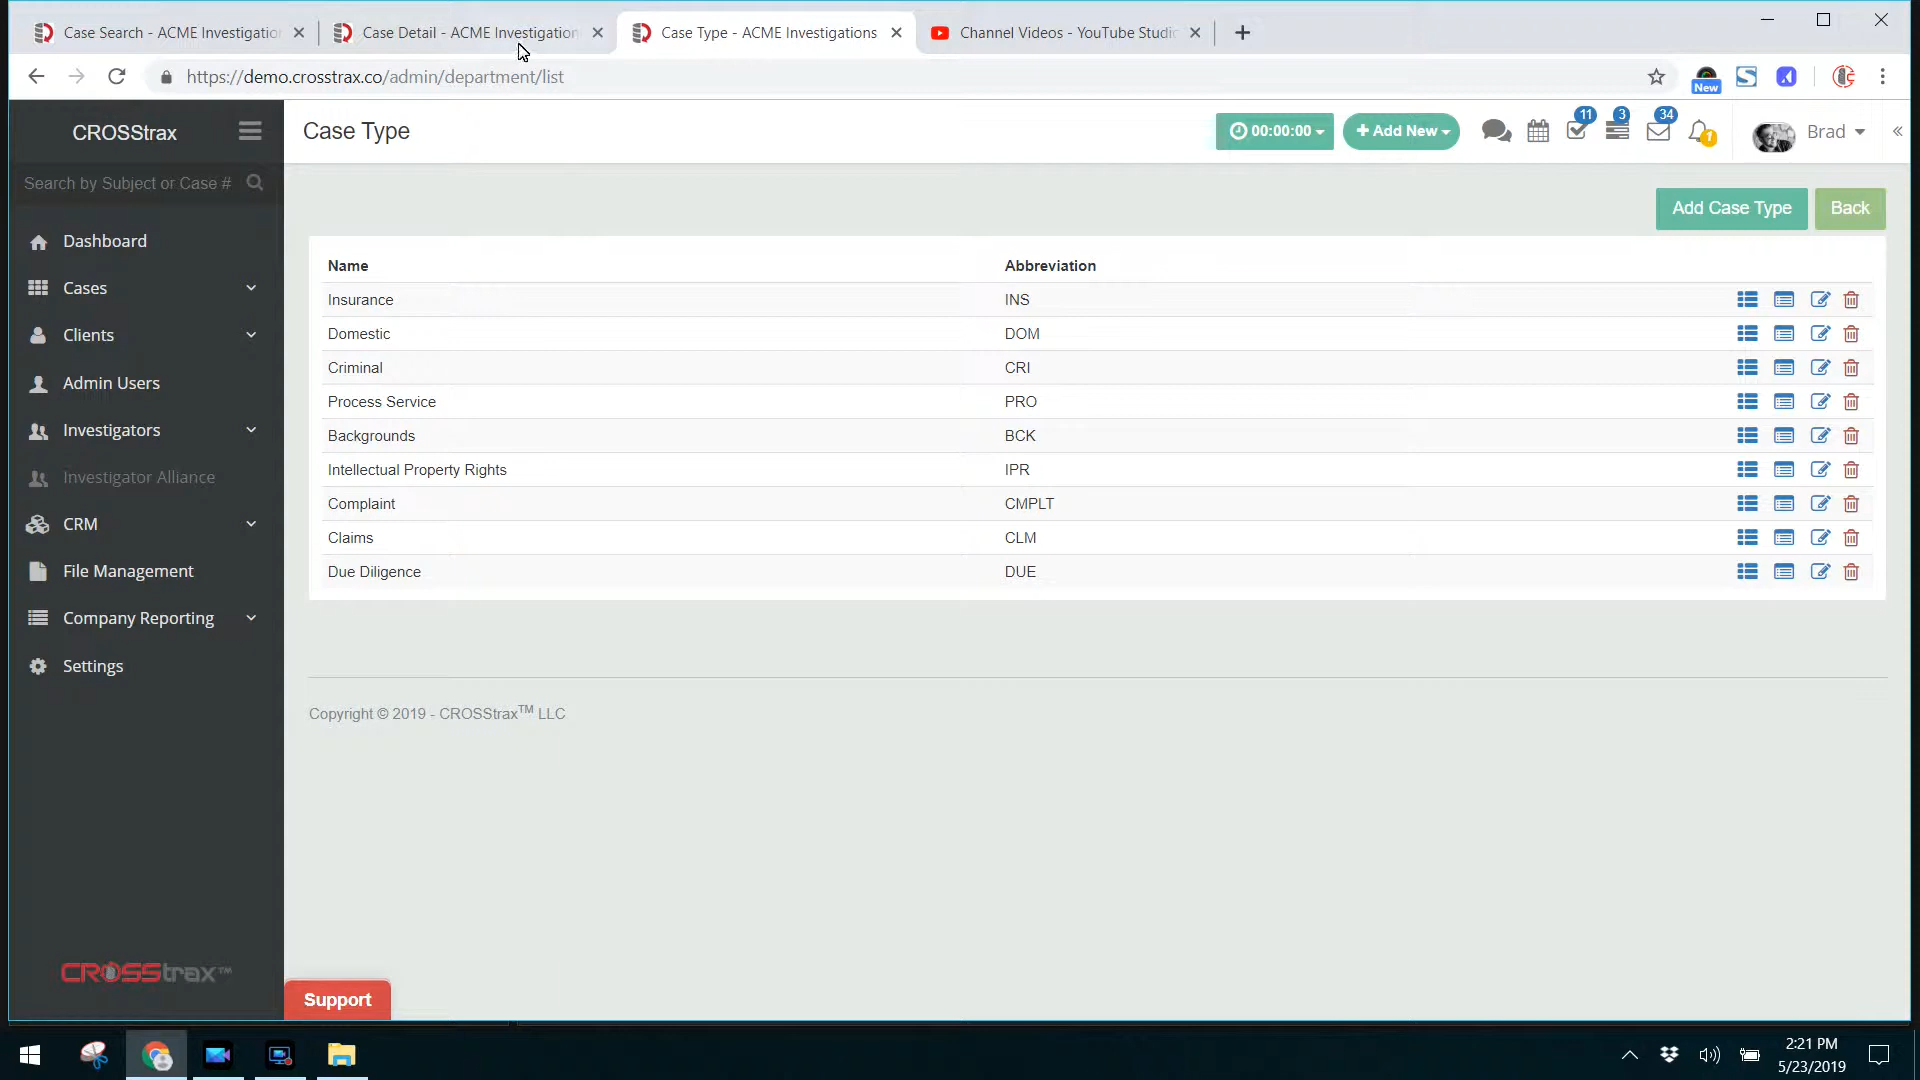 Case Search - ACME Investigatio
Case Detail - ACME Investigation
Case Type - ACME Investigations
Channel Videos - YouTube Studio
https://demo.crosstrax.co/admin/department/list
New
CROSStrax
Case Type
00:00:00
+ Add New
11
3
34
1
Brad
Search by Subject or Case #
Add Case Type
Back
Dashboard
Cases
Clients
Admin Users
Investigators
Investigator Alliance
CRM
File Management
Company Reporting
Settings
Name Abbreviation
Insurance INS
Domestic DOM
Criminal CRI
Process Service PRO
Backgrounds BCK
Intellectual Property Rights IPR
Complaint CMPLT
Claims CLM
Due Diligence DUE
Copyright © 2019 - CROSStrax™ LLC
CROSStrax™
Support
2:21 PM
5/23/2019